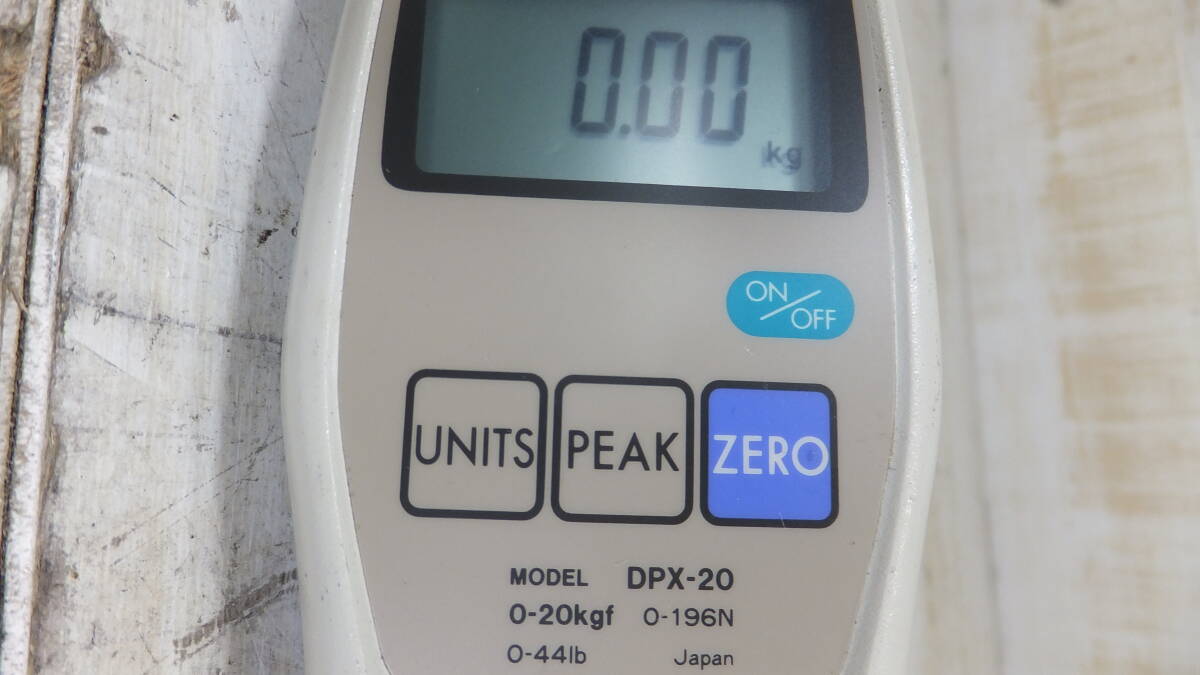 0.00
kg
ON/OFF
UNITS PEAK ZERO
MODEL DPX-20
0-20kgf 0-196N
0-44lb Japan